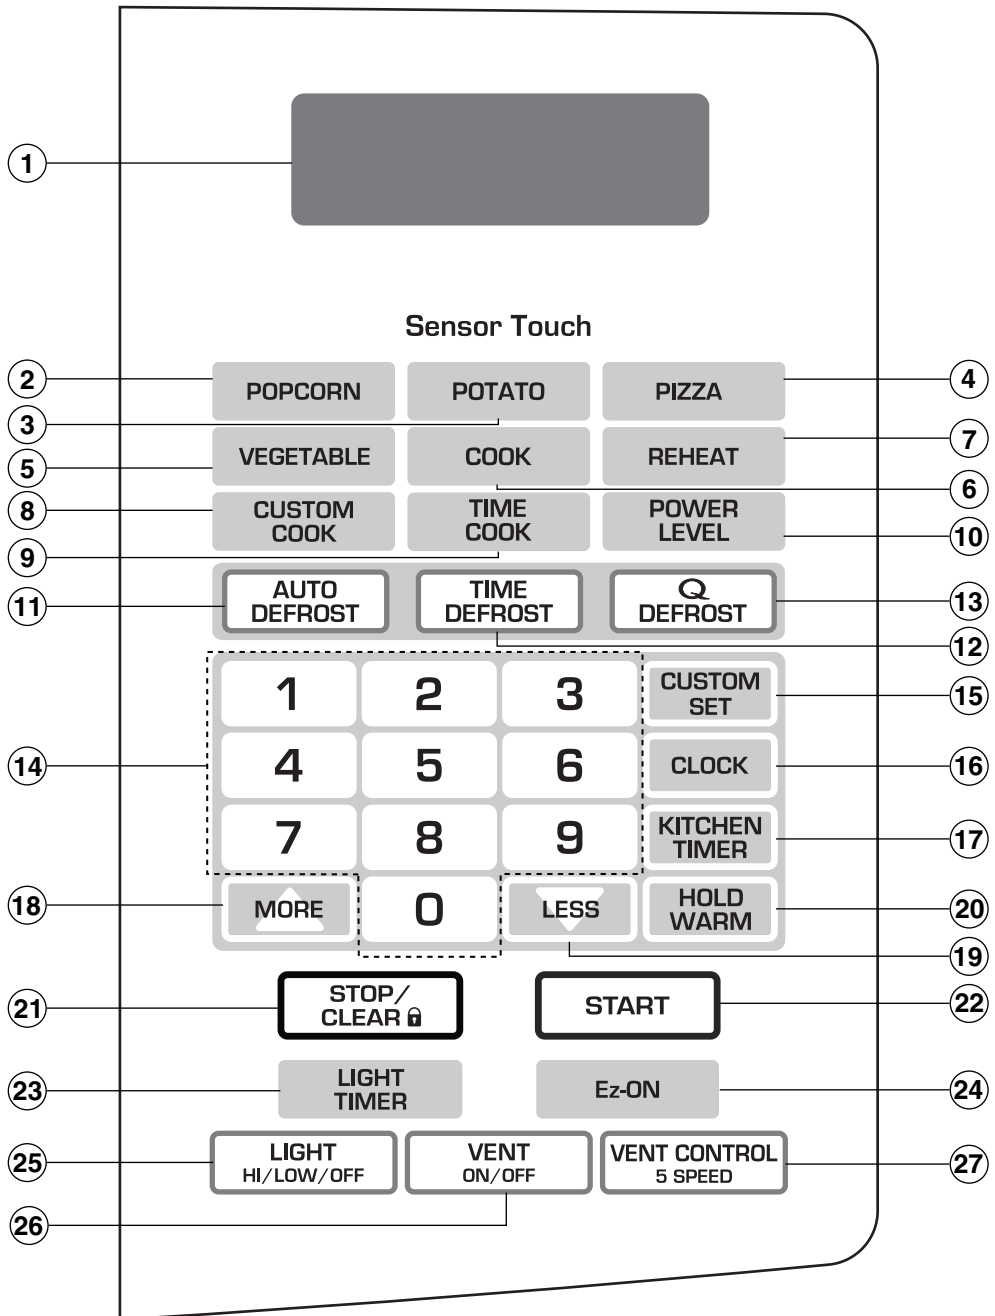 1
Sensor Touch
2
POPCORN
POTATO
PIZZA
4
3
5
VEGETABLE
COOK
REHEAT
7
6
8
CUSTOM
COOK
TIME
COOK
POWER
LEVEL
10
9
11
AUTO
DEFROST
TIME
DEFROST
Q
DEFROST
13
12
1
2
3
CUSTOM
SET
15
14
4
5
6
CLOCK
16
7
8
9
KITCHEN
TIMER
17
18
MORE
0
LESS
HOLD
WARM
20
19
21
STOP/
CLEAR
START
22
23
LIGHT
TIMER
Ez-ON
24
25
LIGHT
HI/LOW/OFF
VENT
ON/OFF
VENT CONTROL
5 SPEED
27
26